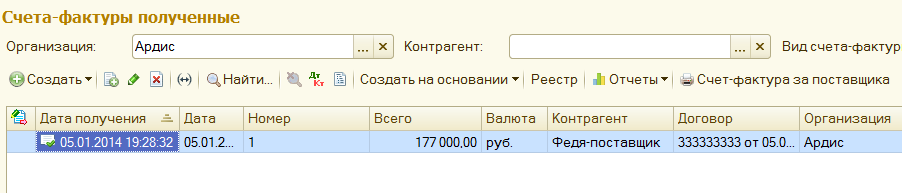 Счета-фактуры полученные
Организация: Ардис ... × Контрагент: ... × Вид счета-фактур
Создать Найти... Дт Кт Создать на основании Реестр Отчеты Счет-фактура за поставщика
Дата получения Дата Номер Всего Валюта Контрагент Договор Организация
05.01.2014 19:28:32 05.01.2... 1 177 000,00 руб. Федя-поставщик 333333333 от 05.0... Ардис